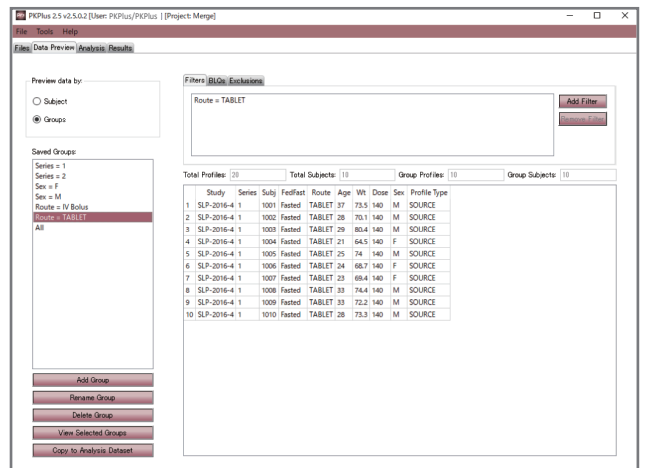 PKPlus 2.5 v2.5.0.2 [User: PKPlus/PKPlus ] [Project: Merge]
File Tools Help
Files Data Preview Analysis Results
Preview data by:
Subject
Groups
Saved Groups:
Series = 1
Series = 2
Sex = F
Sex = M
Route = IV Bolus
Route = TABLET
All
Add Group
Rename Group
Delete Group
View Selected Groups
Copy to Analysis Dataset
Filters BLQs Exclusions
Route = TABLET
Add Filter
Remove Filter
Total Profiles: 20 Total Subjects: 10 Group Profiles: 10 Group Subjects: 10
Study Series Subj FedFast Route Age Wt Dose Sex Profile Type
1 SLP-2016-4 1 1001 Fasted TABLET 37 73.5 140 M SOURCE
2 SLP-2016-4 1 1002 Fasted TABLET 28 70.1 140 M SOURCE
3 SLP-2016-4 1 1003 Fasted TABLET 29 80.4 140 M SOURCE
4 SLP-2016-4 1 1004 Fasted TABLET 21 64.5 140 F SOURCE
5 SLP-2016-4 1 1005 Fasted TABLET 25 74 140 M SOURCE
6 SLP-2016-4 1 1006 Fasted TABLET 24 68.7 140 F SOURCE
7 SLP-2016-4 1 1007 Fasted TABLET 23 69.4 140 F SOURCE
8 SLP-2016-4 1 1008 Fasted TABLET 33 74.4 140 M SOURCE
9 SLP-2016-4 1 1009 Fasted TABLET 33 72.2 140 M SOURCE
10 SLP-2016-4 1 1010 Fasted TABLET 28 73.3 140 M SOURCE